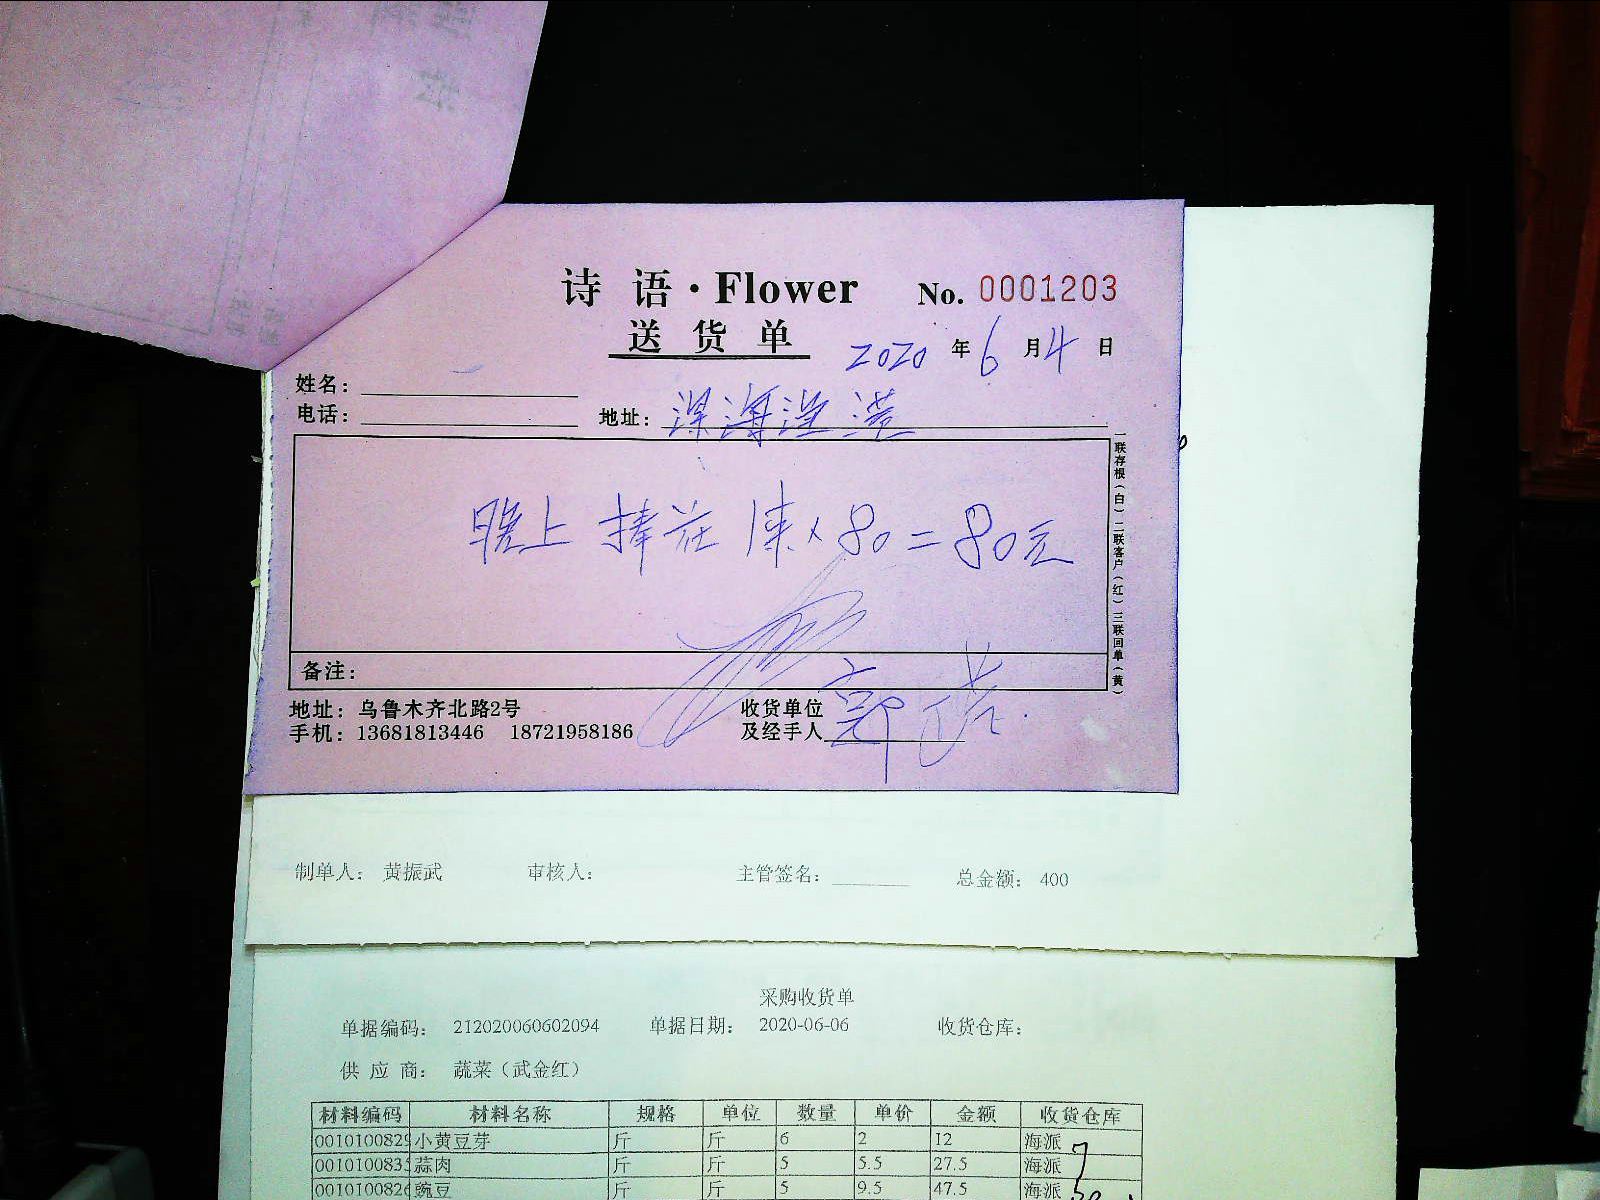 诗 语·Flower No. 0001203
送 货 单
2020 年 6 月 4 日
姓名:
电话:
地址: 深海
晚上 捧花 1束×80=80元
一联存根(白)二联客户(红)三联回单(黄)
备注:
地址: 乌鲁木齐北路2号
手机: 13681813446 18721958186
收货单位
及经手人 郭
制单人: 黄振武 审核人: 主管签名: 总金额: 400
采购收货单
单据编码: 212020060602094 单据日期: 2020-06-06 收货仓库:
供 应 商: 蔬菜(武金红)
材料编码 材料名称 规格 单位 数量 单价 金额 收货仓库
0010100829 小黄豆芽 斤 斤 6 2 12 海派
001010083 蒜肉 斤 斤 5 5.5 27.5 海派
001010082 豌豆 斤 斤 5 9.5 47.5 海派